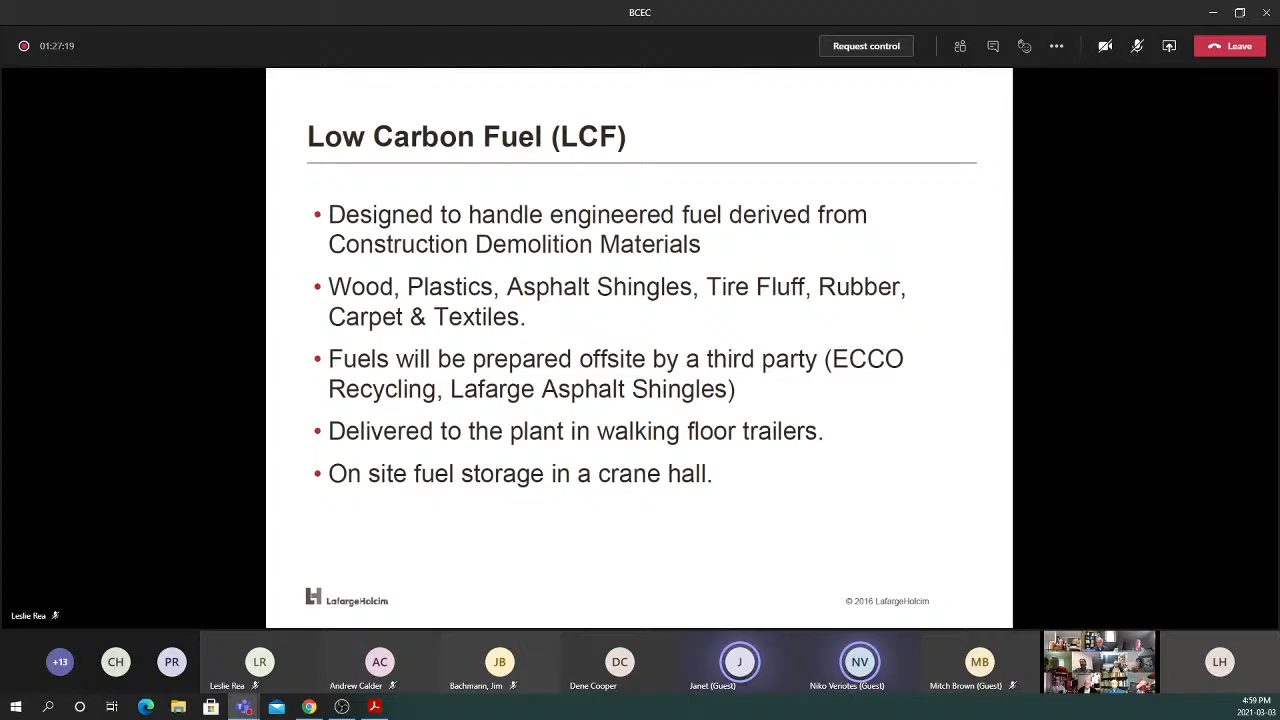 BCEC
01:27:19
Request control
Leave
Low Carbon Fuel (LCF)
• Designed to handle engineered fuel derived from
Construction Demolition Materials
• Wood, Plastics, Asphalt Shingles, Tire Fluff, Rubber,
Carpet & Textiles.
• Fuels will be prepared offsite by a third party (ECCO
Recycling, Lafarge Asphalt Shingles)
• Delivered to the plant in walking floor trailers.
• On site fuel storage in a crane hall.
LafargeHolcim
© 2016 LafargeHolcim
Leslie Rea
+13
CH
PR
LR
AC
JB
DC
J
NV
MB
LH
Leslie Rea
Andrew Calder
Bachmann, Jim
Dene Cooper
Janet (Guest)
Niko Veriotes (Guest)
Mitch Brown (Guest)
4:59 PM
2021-03-03